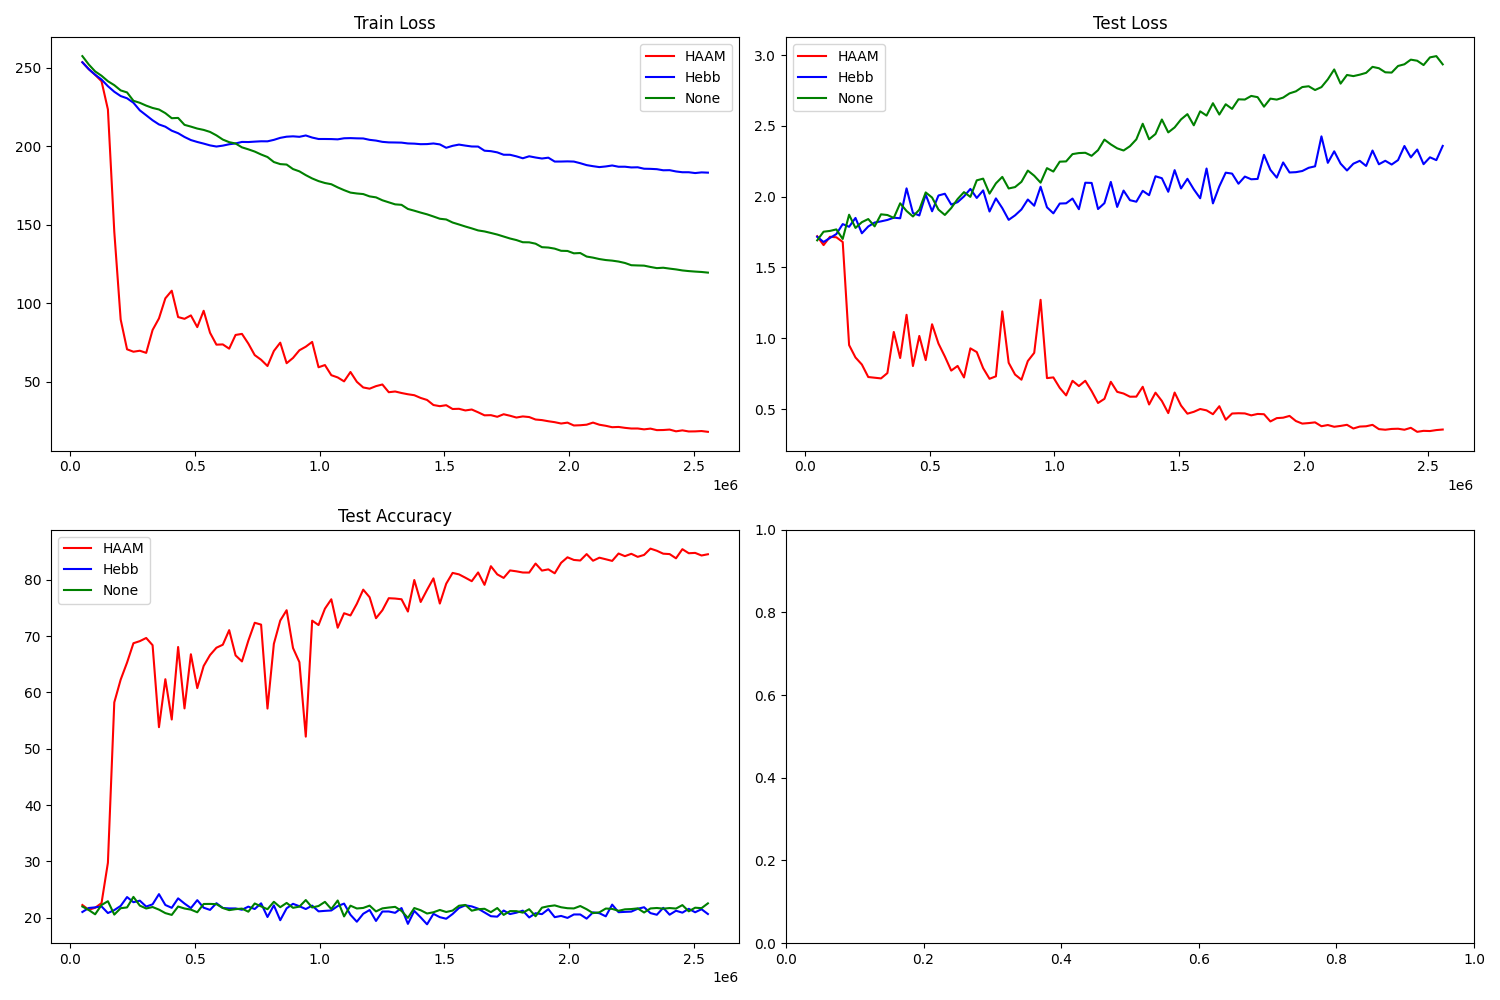 Train Loss
250
200
150
100
50
HAAM
Hebb
None
0.0 0.5 1.0 1.5 2.0 2.5
1e6
Test Loss
3.0
2.5
2.0
1.5
1.0
0.5
HAAM
Hebb
None
0.0 0.5 1.0 1.5 2.0 2.5
1e6
Test Accuracy
80
70
60
50
40
30
20
HAAM
Hebb
None
0.0 0.5 1.0 1.5 2.0 2.5
1e6
1.0
0.8
0.6
0.4
0.2
0.0
0.0 0.2 0.4 0.6 0.8 1.0